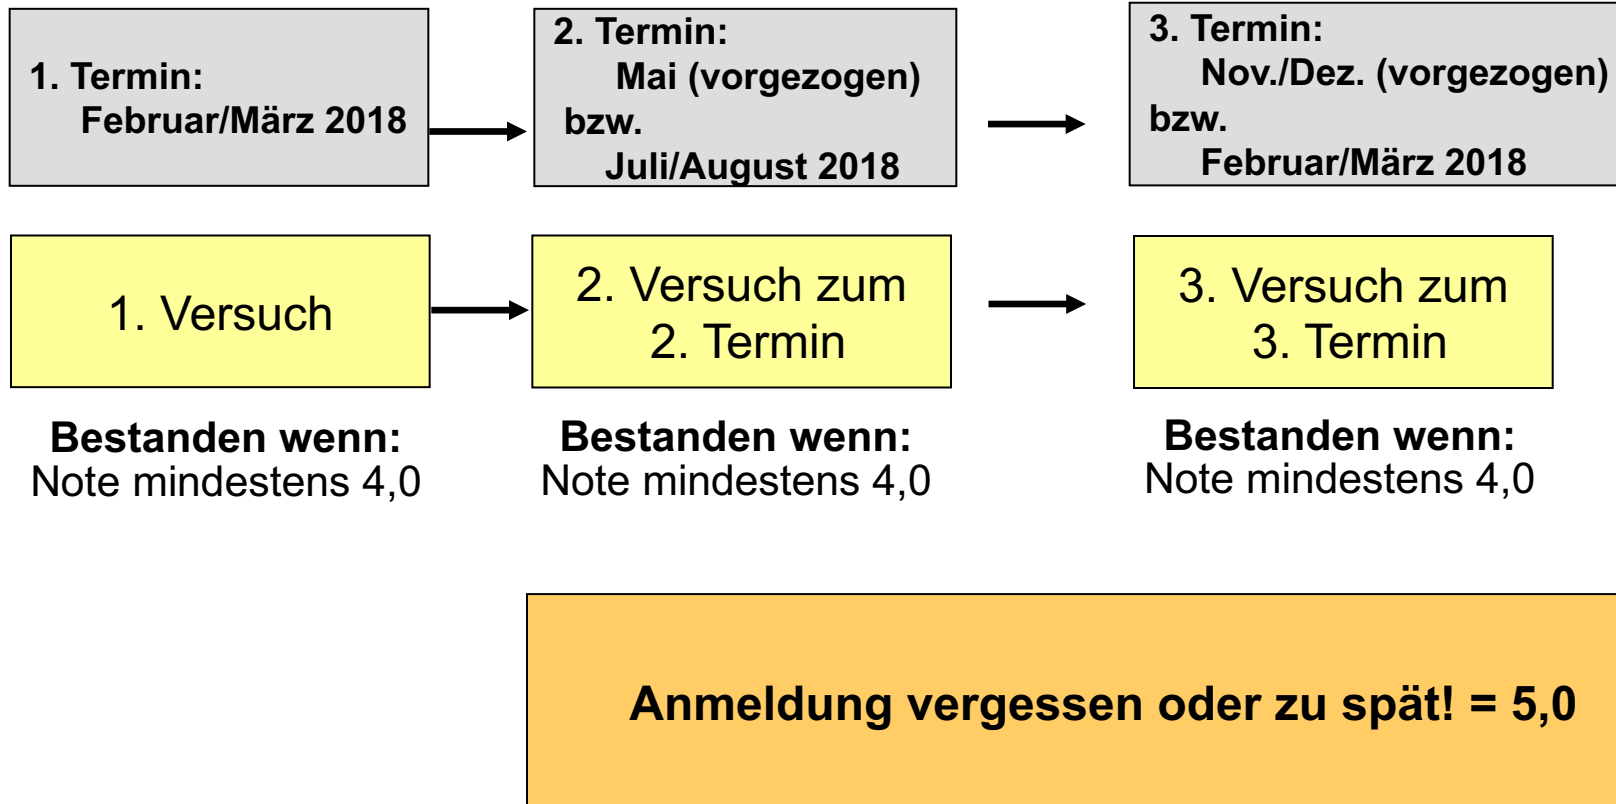 1. Termin:
Februar/März 2018
2. Termin:
Mai (vorgezogen)
bzw.
Juli/August 2018
3. Termin:
Nov./Dez. (vorgezogen)
bzw.
Februar/März 2018
1. Versuch
2. Versuch zum
2. Termin
3. Versuch zum
3. Termin
Bestanden wenn:
Note mindestens 4,0
Bestanden wenn:
Note mindestens 4,0
Bestanden wenn:
Note mindestens 4,0
Anmeldung vergessen oder zu spät! = 5,0